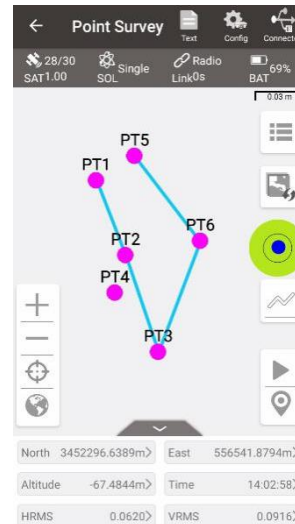 Point Survey
Text
Config
Connect
28/30
SAT1.00
Single
SOL
Radio
Link0s
69%
BAT
0.03 m
PT5
PT1
PT6
PT2
PT4
PT3
North 3452296.6389m
East 556541.8794m
Altitude -67.4844m
Time 14:02:58
HRMS 0.0620
VRMS 0.0916